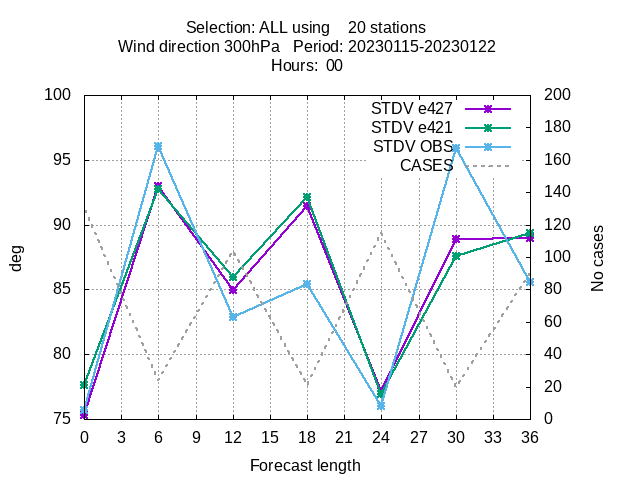 Selection: ALL using    20 stations
Wind direction 300hPa   Period: 20230115-20230122
Hours:  00
STDV e427
STDV e421
STDV OBS
CASES
100
95
90
85
80
75
deg
200
180
160
140
120
100
80
60
40
20
0
No cases
0 3 6 9 12 15 18 21 24 27 30 33 36
Forecast length